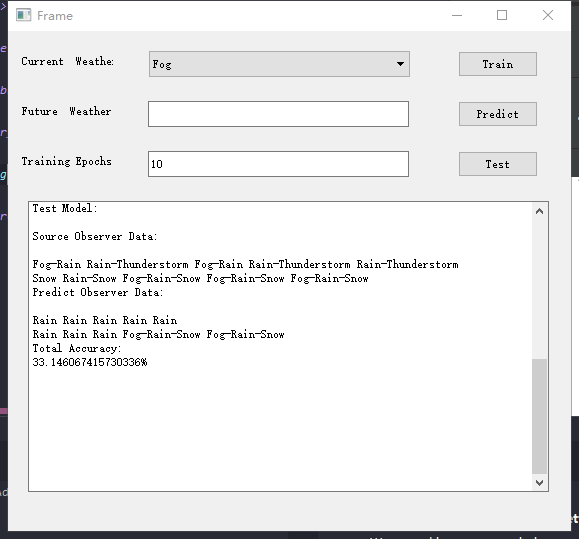 Frame
Current Weathe:
Fog
Train
Future Weather
Predict
Training Epochs
10
Test
Test Model:
Source Observer Data:
Fog-Rain Rain-Thunderstorm Fog-Rain Rain-Thunderstorm Rain-Thunderstorm
Snow Rain-Snow Fog-Rain-Snow Fog-Rain-Snow Fog-Rain-Snow
Predict Observer Data:
Rain Rain Rain Rain Rain
Rain Rain Rain Fog-Rain-Snow Fog-Rain-Snow
Total Accuracy:
33.146067415730336%